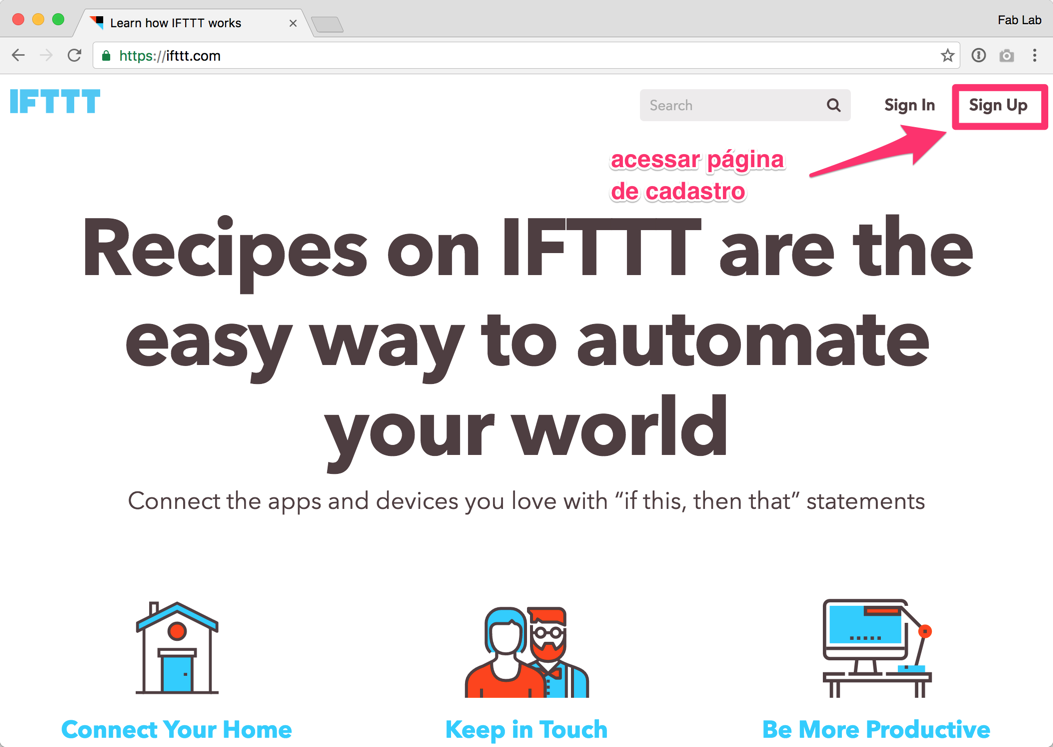 Learn how IFTTT works
Fab Lab
https://ifttt.com
IFTTT
Search
Sign In
Sign Up
acessar página
de cadastro
Recipes on IFTTT are the
easy way to automate
your world
Connect the apps and devices you love with “if this, then that” statements
Connect Your Home
Keep in Touch
Be More Productive